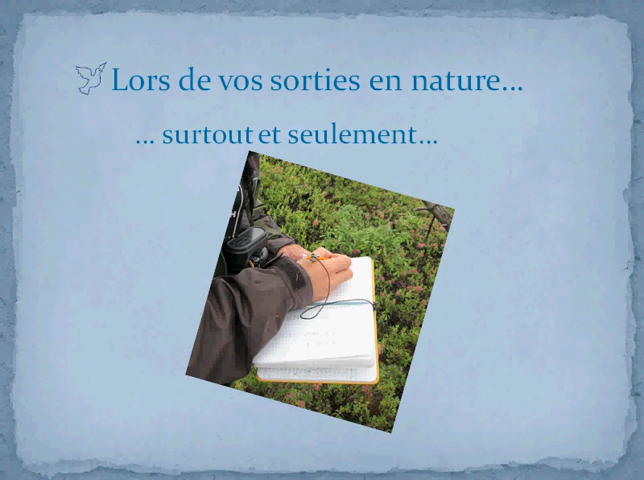 Lors de vos sorties en nature...
... surtout et seulement...